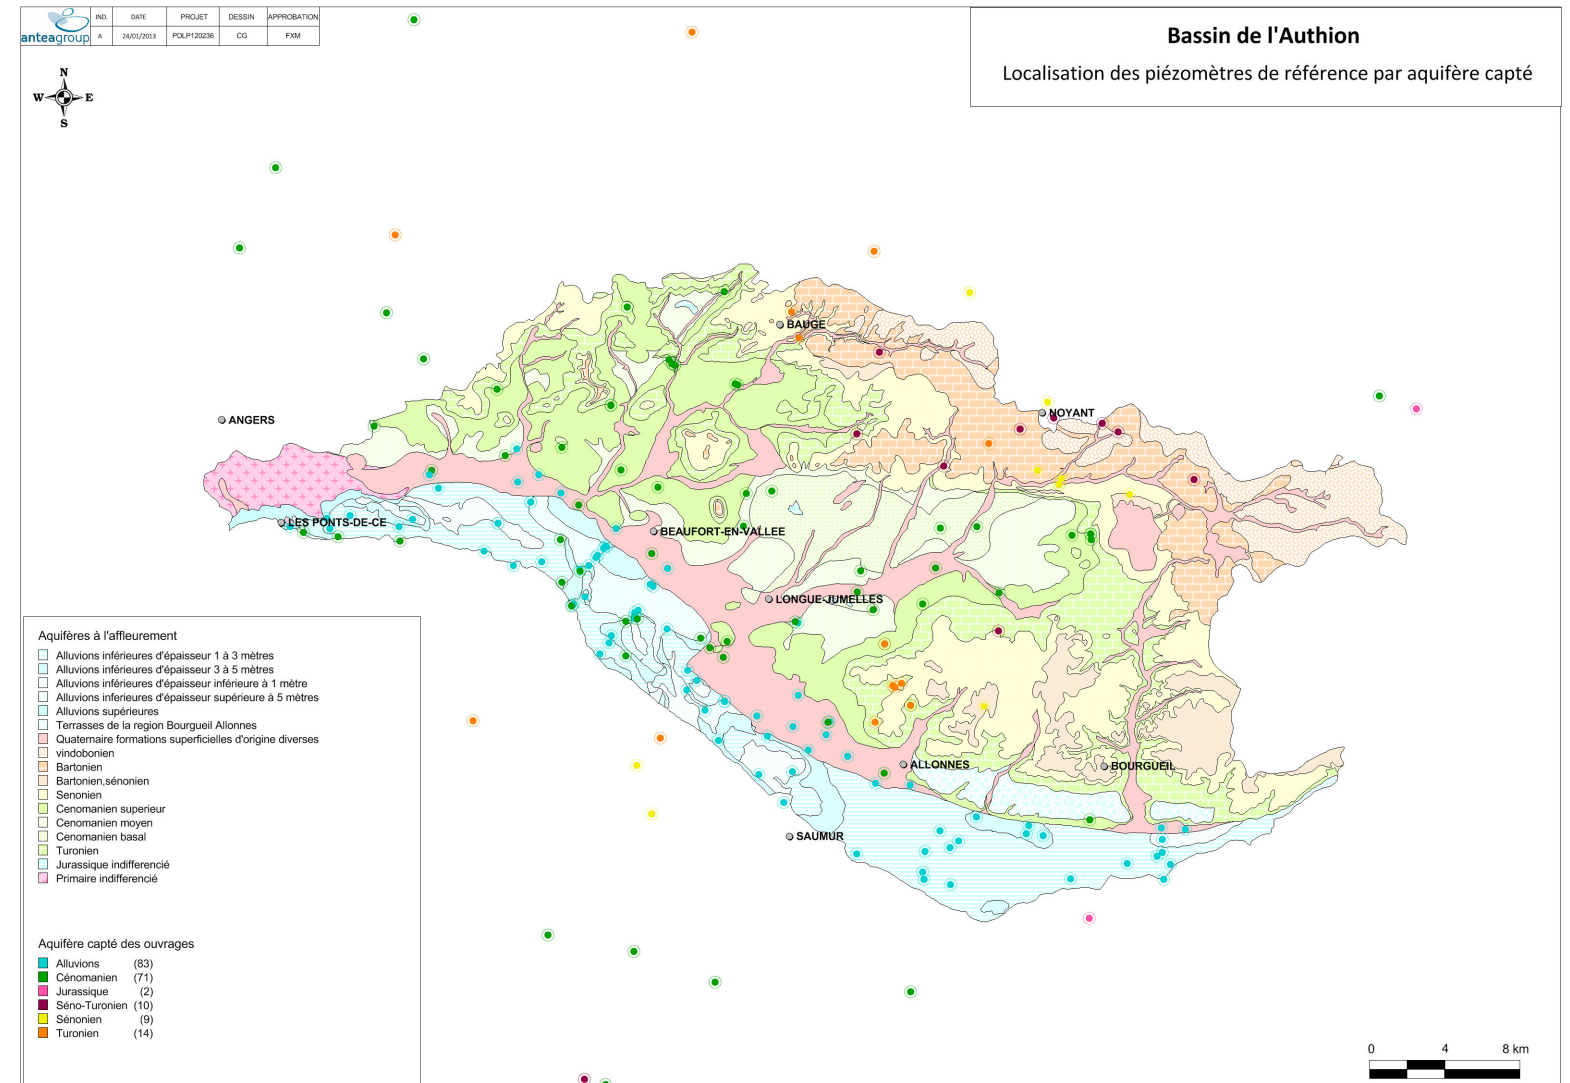 anteagroup
IND. DATE PROJET DESSIN APPROBATION
A 24/01/2013 PDLP120236 CG FXM
Bassin de l'Authion
Localisation des piézomètres de référence par aquifère capté
N
W E
S
BAUGE
NOYANT
ANGERS
LES PONTS-DE-CE
BEAUFORT-EN-VALLEE
LONGUE-JUMELLES
ALLONNES
BOURGUEIL
SAUMUR
Aquifères à l'affleurement
Alluvions inférieures d'épaisseur 1 à 3 mètres
Alluvions inférieures d'épaisseur 3 à 5 mètres
Alluvions inférieures d'épaisseur inférieure à 1 mètre
Alluvions inferieures d'épaisseur supérieure à 5 mètres
Alluvions supérieures
Terrasses de la region Bourgueil Allonnes
Quaternaire formations superficielles d'origine diverses
vindobonien
Bartonien
Bartonien,sénonien
Senonien
Cenomanien superieur
Cenomanien moyen
Cenomanien basal
Turonien
Jurassique indifferencié
Primaire indifferencié
Aquifère capté des ouvrages
Alluvions (83)
Cénomanien (71)
Jurassique (2)
Séno-Turonien (10)
Sénonien (9)
Turonien (14)
0 4 8 km